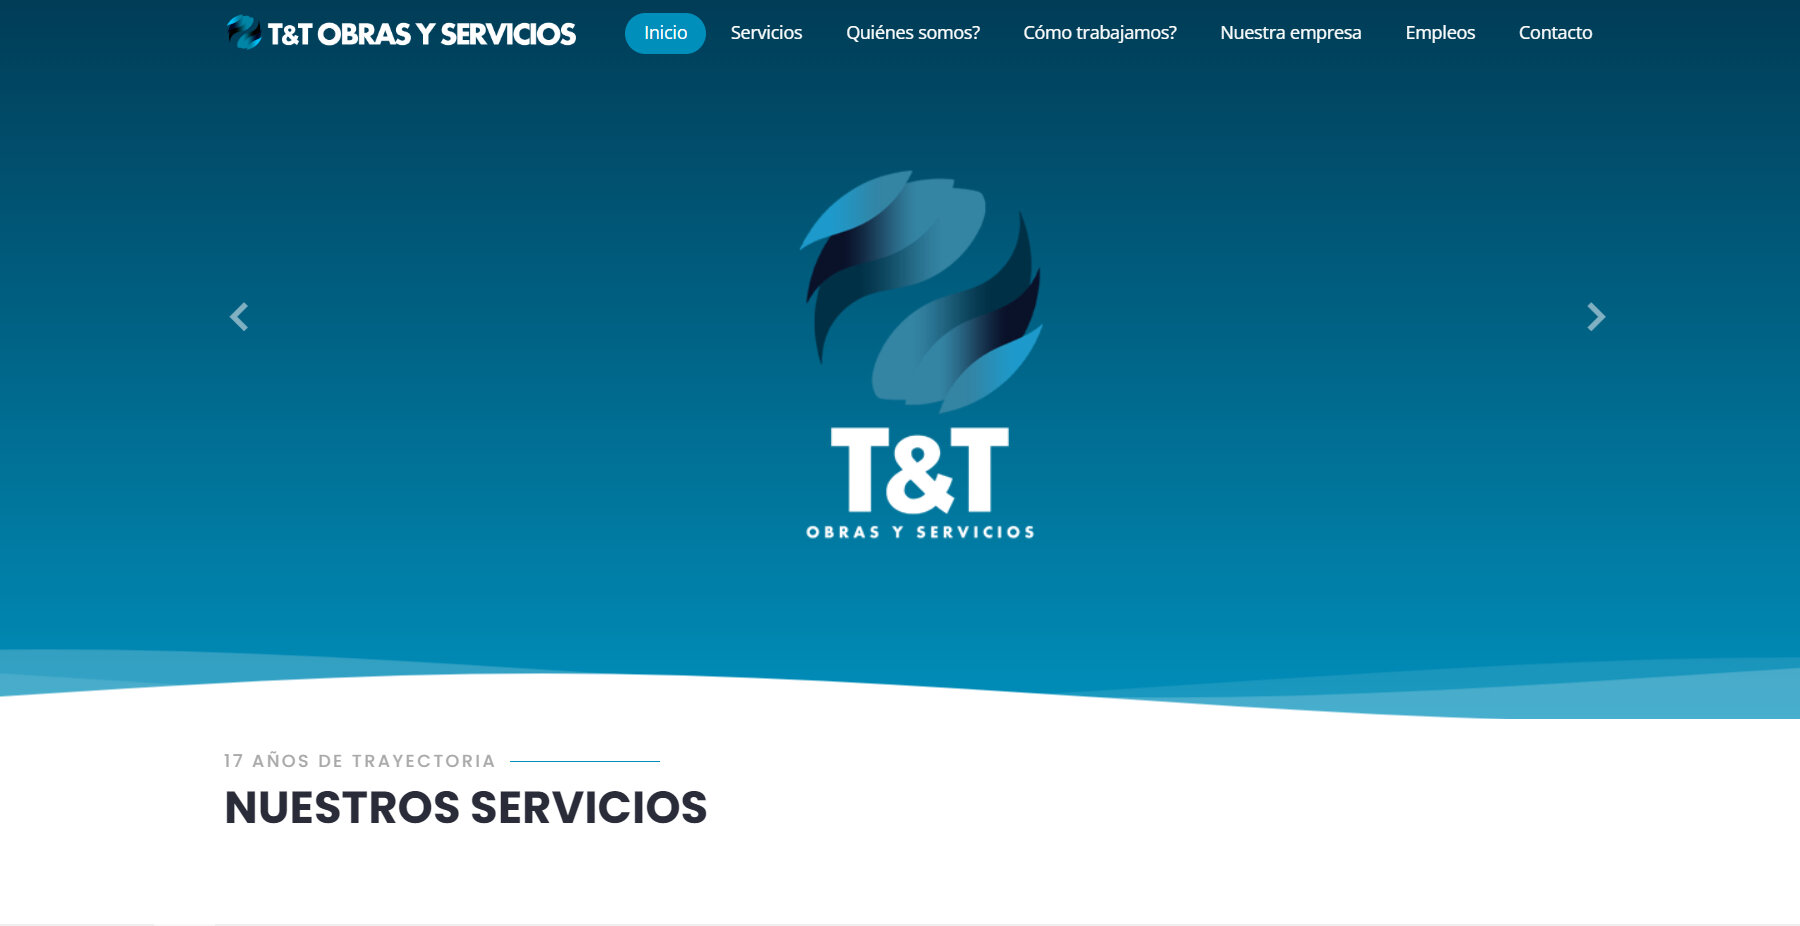 T&T OBRAS Y SERVICIOS
Inicio
Servicios
Quiénes somos?
Cómo trabajamos?
Nuestra empresa
Empleos
Contacto
T&T
OBRAS Y SERVICIOS
17 AÑOS DE TRAYECTORIA
NUESTROS SERVICIOS